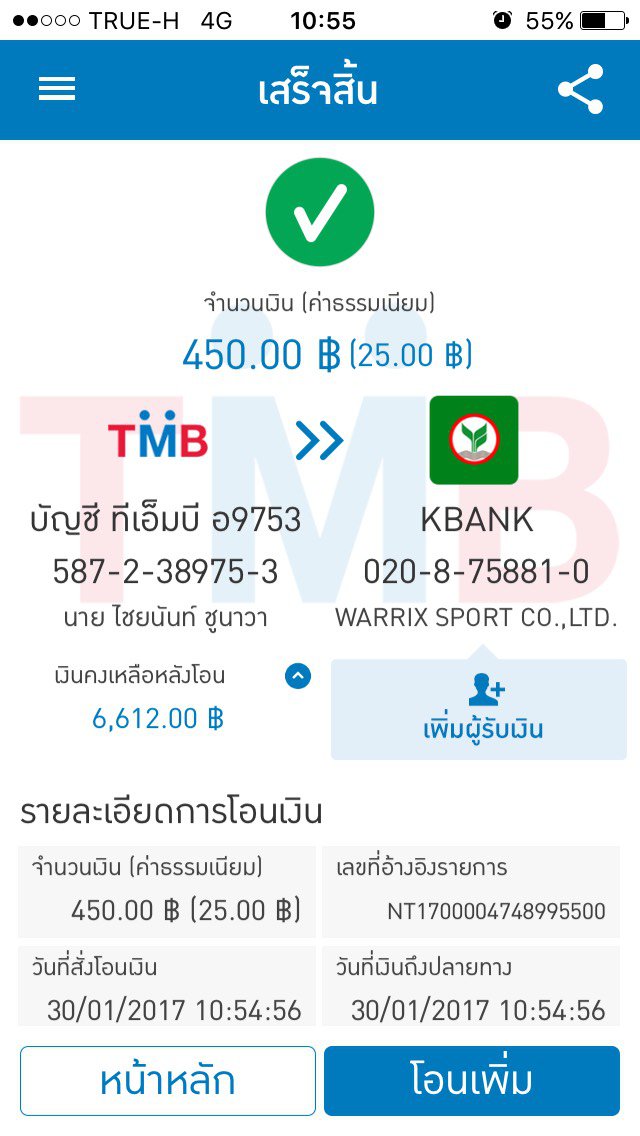 TRUE-H 4G 10:55 55%
เสร็จสิ้น
จำนวนเงิน (ค่าธรรมเนียม)
450.00 ฿ (25.00 ฿)
TMB
บัญชี ทีเอ็มบี อ9753
587-2-38975-3
นาย ไชยนันท์ ชูนาวา
KBANK
020-8-75881-0
WARRIX SPORT CO.,LTD.
เงินคงเหลือหลังโอน
6,612.00 ฿
เพิ่มผู้รับเงิน
รายละเอียดการโอนเงิน
จำนวนเงิน (ค่าธรรมเนียม)
450.00 ฿ (25.00 ฿)
เลขที่อ้างอิงรายการ
NT1700004748995500
วันที่สั่งโอนเงิน
30/01/2017 10:54:56
วันที่เงินถึงปลายทาง
30/01/2017 10:54:56
หน้าหลัก
โอนเพิ่ม